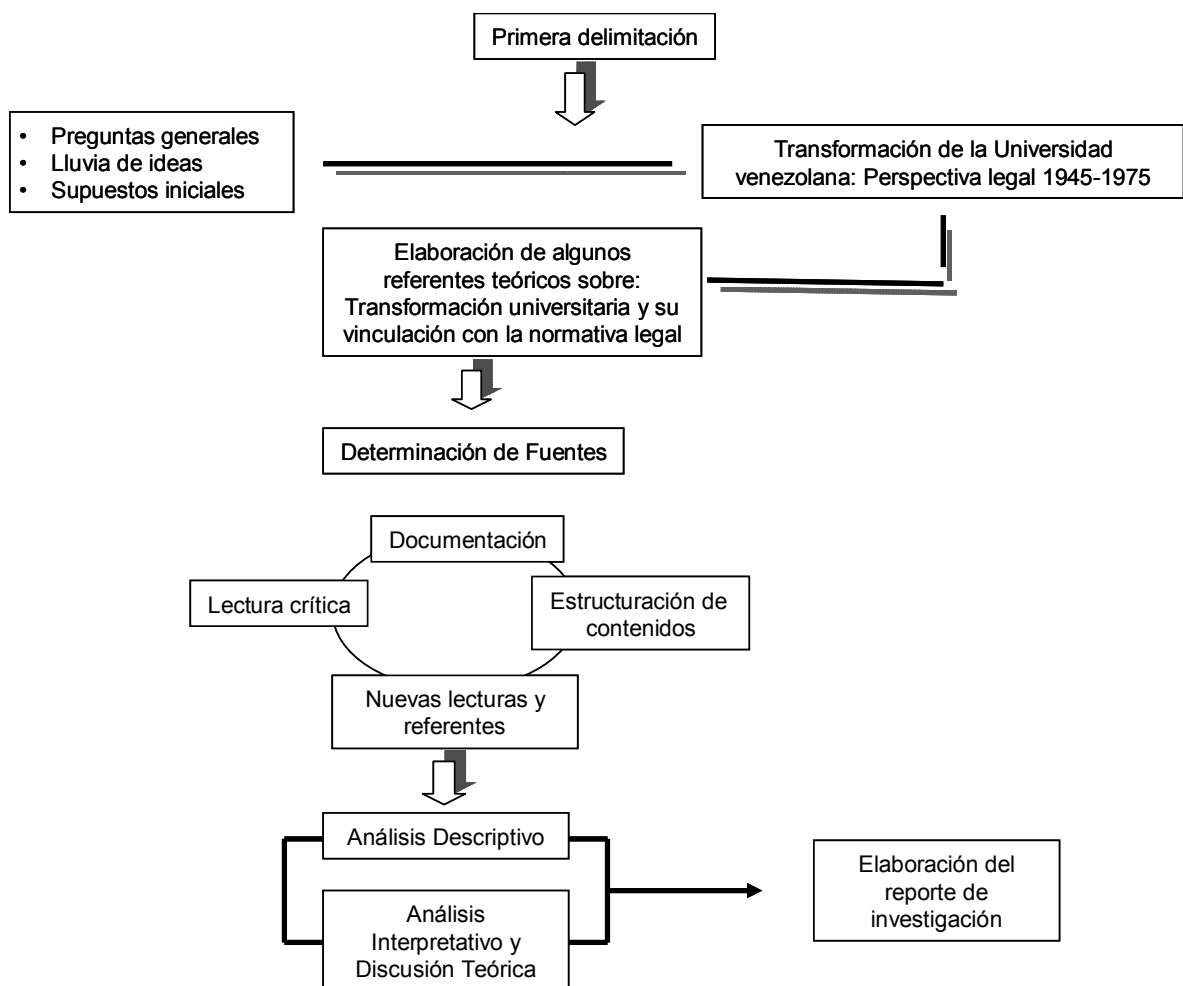 Primera delimitación
• Preguntas generales
• Lluvia de ideas
• Supuestos iniciales
Transformación de la Universidad
venezolana: Perspectiva legal 1945-1975
Elaboración de algunos
referentes teóricos sobre:
Transformación universitaria y su
vinculación con la normativa legal
Determinación de Fuentes
Documentación
Lectura crítica
Estructuración de
contenidos
Nuevas lecturas y
referentes
Análisis Descriptivo
Análisis
Interpretativo y
Discusión Teórica
Elaboración del
reporte de
investigación